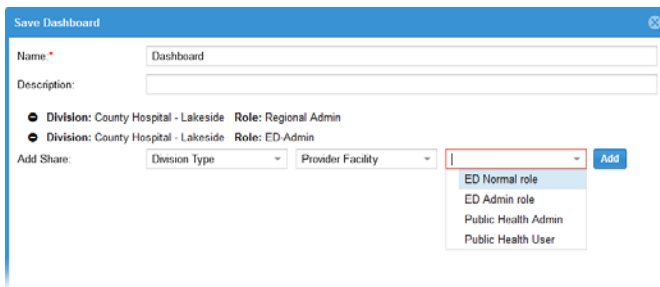 Save Dashboard
Name:* Dashboard
Description:
Division: County Hospital - Lakeside Role: Regional Admin
Division: County Hospital - Lakeside Role: ED-Admin
Add Share: Division Type Provider Facility Add
ED Normal role
ED Admin role
Public Health Admin
Public Health User